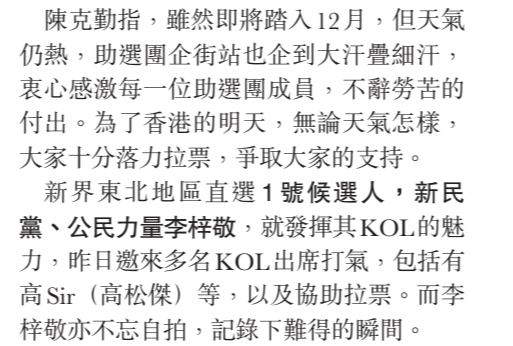 陳克勤指，雖然即將踏入12月，但天氣
仍熱，助選團企街站也企到大汗疊細汗，
衷心感激每一位助選團成員，不辭勞苦的
付出。為了香港的明天，無論天氣怎樣，
大家十分落力拉票，爭取大家的支持。
新界東北地區直選1號候選人，新民
黨、公民力量李梓敬，就發揮其KOL的魅
力，昨日邀來多名KOL出席打氣，包括有
高Sir（高松傑）等，以及協助拉票。而李
梓敬亦不忘自拍，記錄下難得的瞬間。